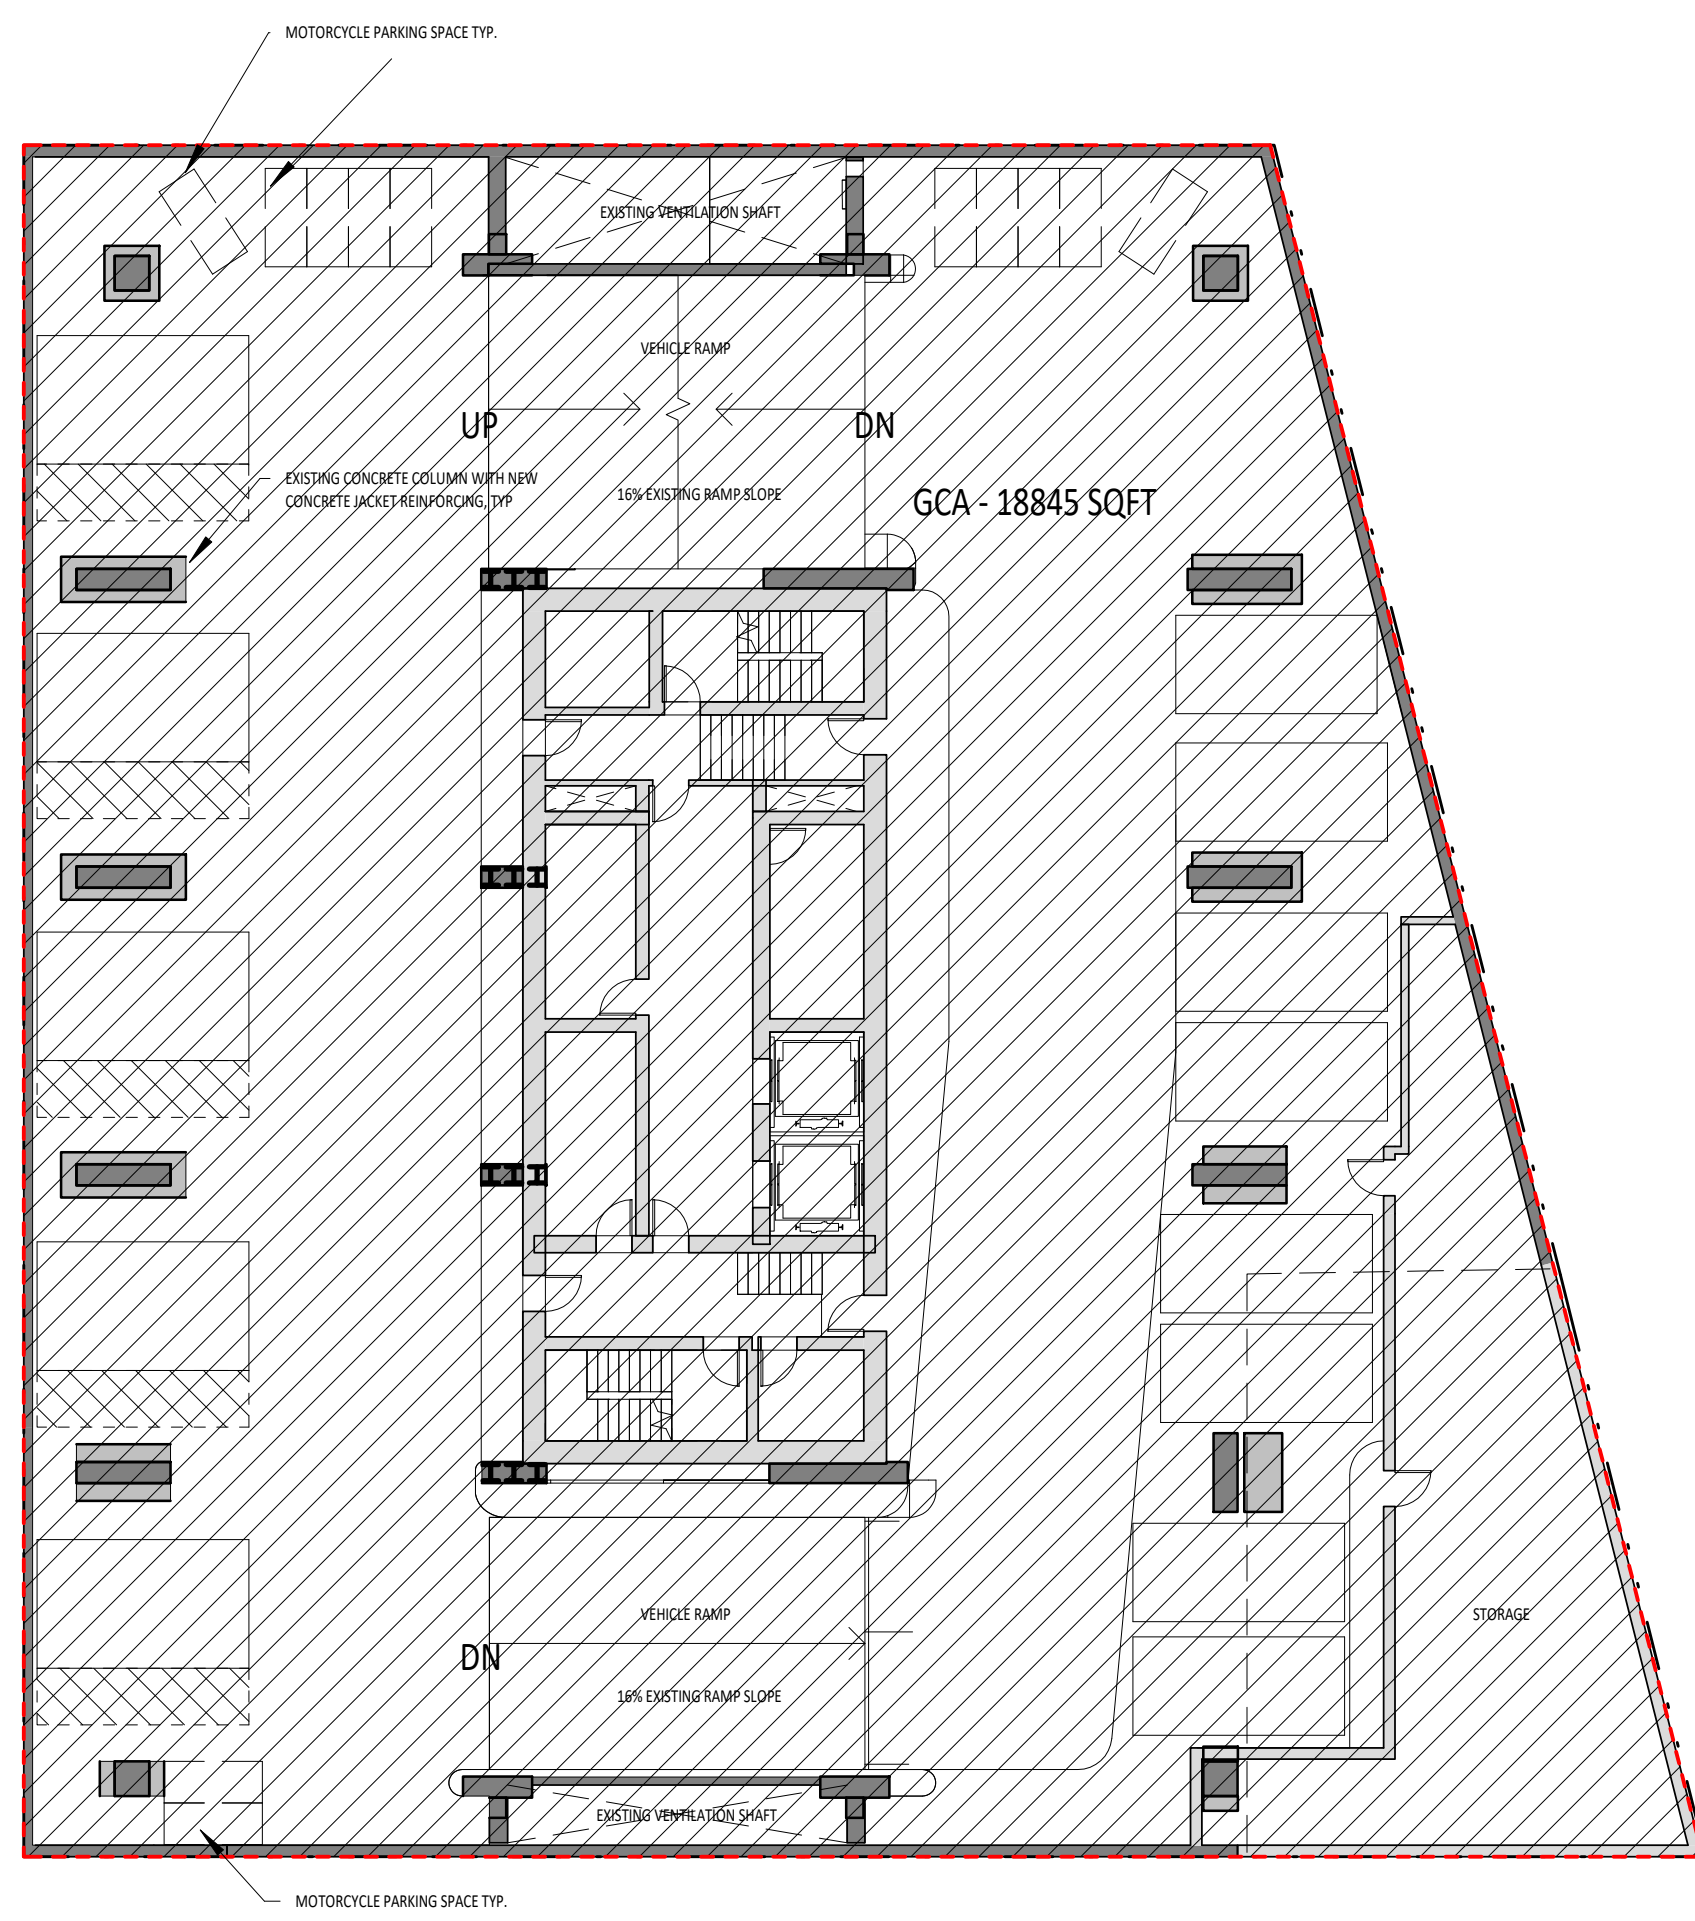 MOTORCYCLE PARKING SPACE TYP.
EXISTING VENTILATION SHAFT
VEHICLE RAMP
UP
DN
EXISTING CONCRETE COLUMN WITH NEW
CONCRETE JACKET REINFORCING, TYP
16% EXISTING RAMP SLOPE
GCA - 18845 SQFT
VEHICLE RAMP
STORAGE
DN
16% EXISTING RAMP SLOPE
EXISTING VENTILATION SHAFT
MOTORCYCLE PARKING SPACE TYP.